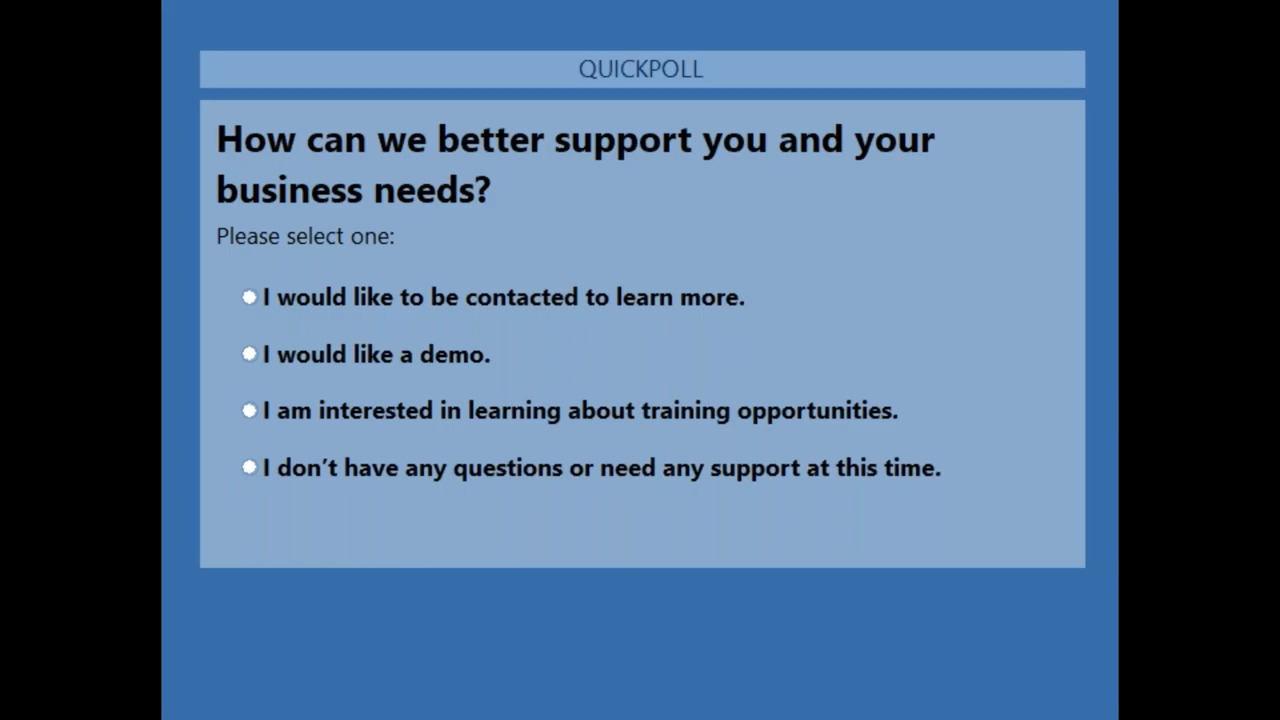 QUICKPOLL
How can we better support you and your
business needs?
Please select one:
I would like to be contacted to learn more.
I would like a demo.
I am interested in learning about training opportunities.
I don’t have any questions or need any support at this time.